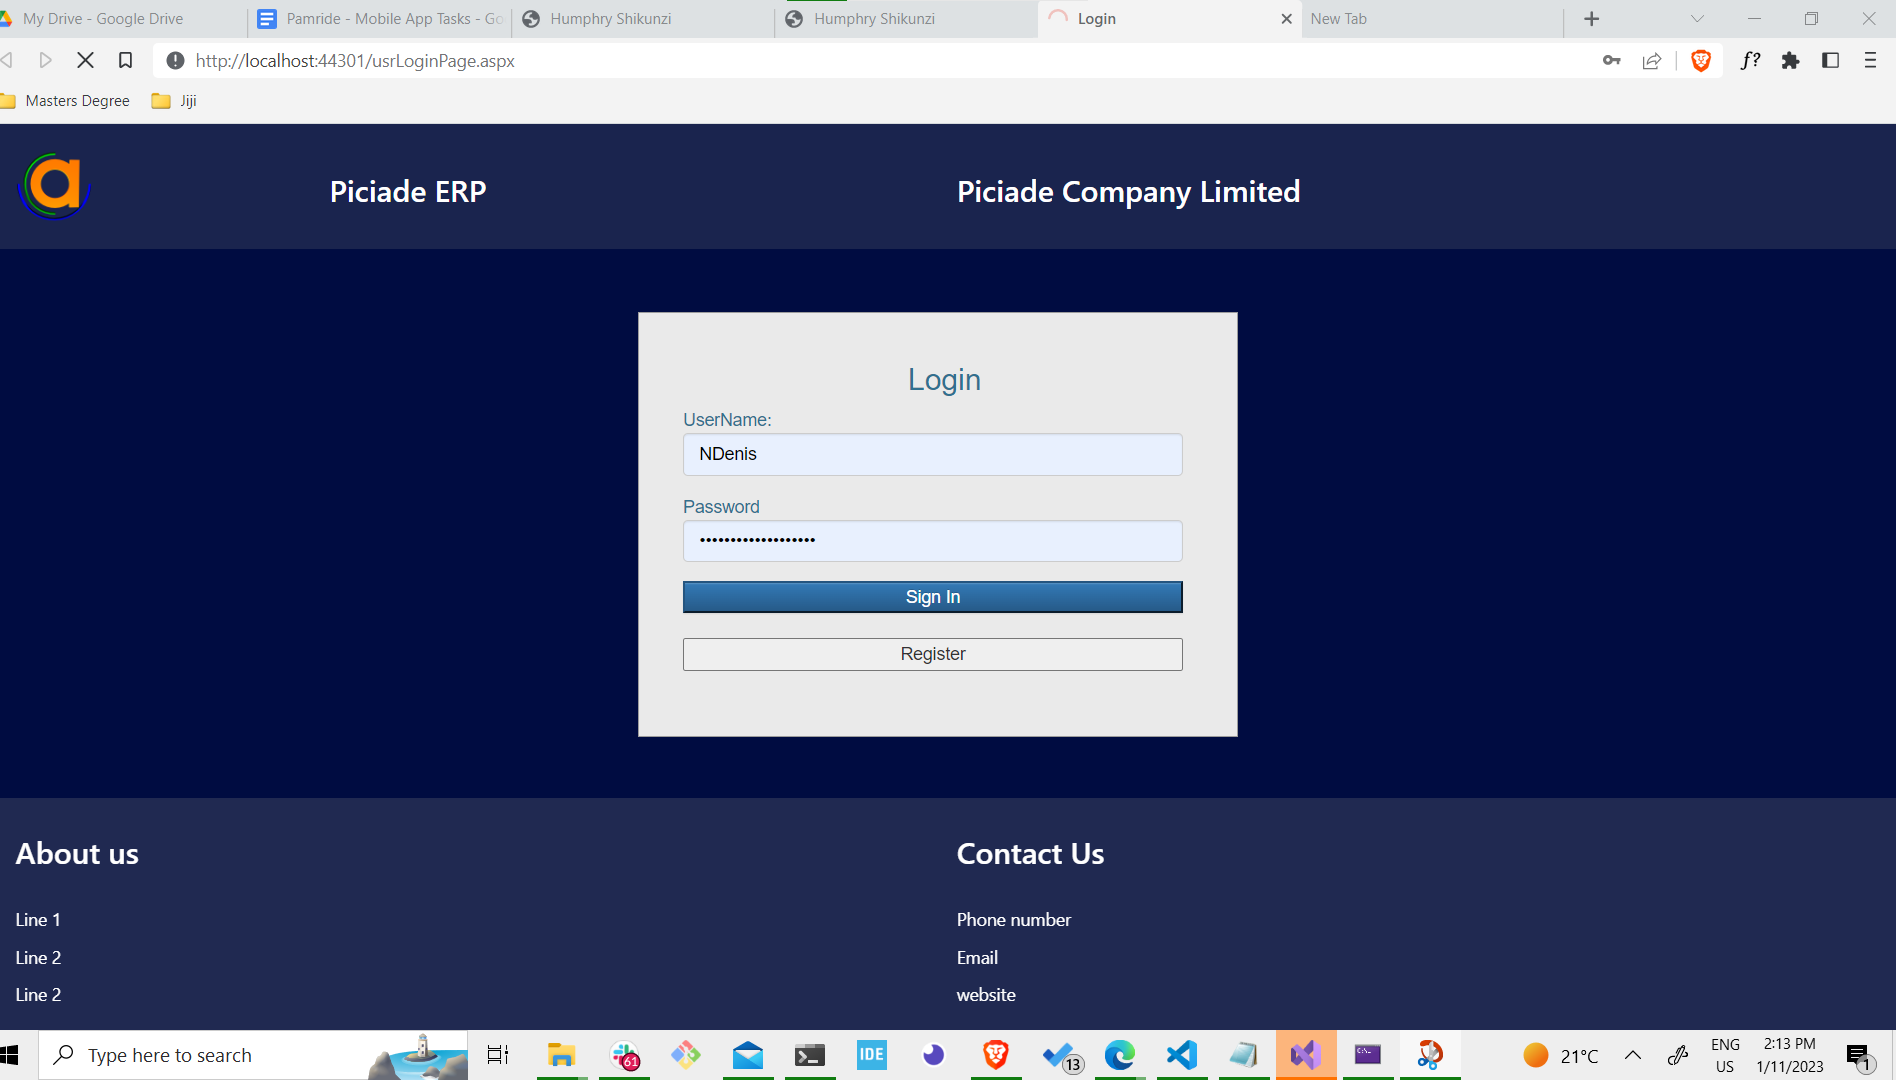 My Drive - Google Drive
Pamride - Mobile App Tasks - Go
Humphry Shikunzi
Humphry Shikunzi
Login
New Tab
http://localhost:44301/usrLoginPage.aspx
f?
Masters Degree
Jiji
a
Piciade ERP
Piciade Company Limited
Login
UserName:
NDenis
Password
Sign In
Register
About us
Contact Us
Line 1
Phone number
Line 2
Email
Line 2
website
Type here to search
61
IDE
13
21°C
ENG
US
2:13 PM
1/11/2023
1